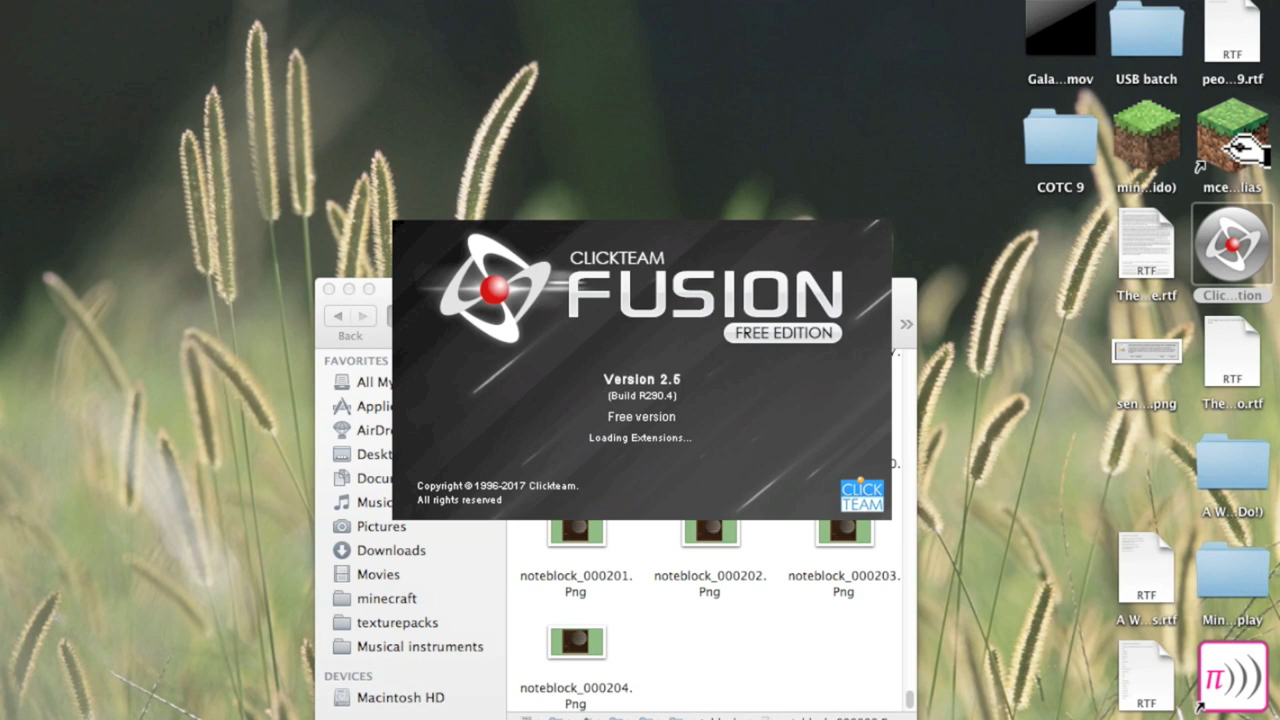 Gala...mov
USB batch
RTF
peo...9.rtf
COTC 9
min...ido)
mce...lias
RTF
The...e.rtf
Clic...tion
sen...png
RTF
The...o.rtf
A W...Do!)
RTF
A W...s.rtf
Min...play
RTF
π
CLICKTEAM
FUSION
FREE EDITION
Version 2.5
(Build R290.4)
Free version
Loading Extensions...
Copyright © 1996-2017 Clickteam.
All rights reserved
CLICK
TEAM
Back
»
FAVORITES
All My
Appli
AirDr
Deskt
Docu
Music
Pictures
Downloads
Movies
minecraft
texturepacks
Musical instruments
DEVICES
Macintosh HD
noteblock_000201.
Png
noteblock_000202.
Png
noteblock_000203.
Png
noteblock_000204.
Png